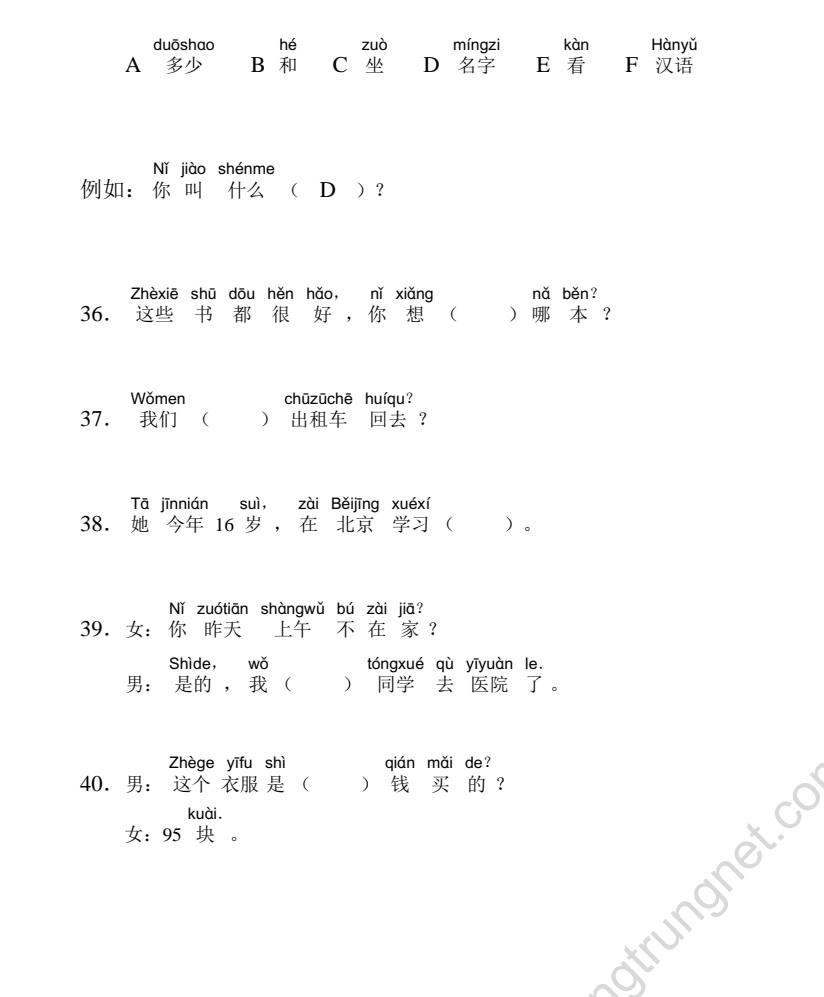 duōshao hé zuò míngzi kàn Hànyǔ
A 多少 B 和 C 坐 D 名字 E 看 F 汉语
Nǐ jiào shénme
例如：你 叫 什么 （ D ）？
Zhèxiē shū dōu hěn hǎo, nǐ xiǎng nǎ běn?
36. 这些 书 都 很 好，你 想 （ ）哪 本？
Wǒmen chūzūchē huíqu?
37. 我们 （ ） 出租车 回去？
Tā jīnnián suì, zài Běijīng xuéxí
38. 她 今年 16 岁，在 北京 学习（ ）。
Nǐ zuótiān shàngwǔ bú zài jiā?
39. 女：你 昨天 上午 不 在 家？
Shìde, wǒ tóngxué qù yīyuàn le.
男：是的，我（ ） 同学 去 医院 了。
Zhège yīfu shì qián mǎi de?
40. 男：这个 衣服 是（ ）钱 买 的？
kuài.
女：95 块。